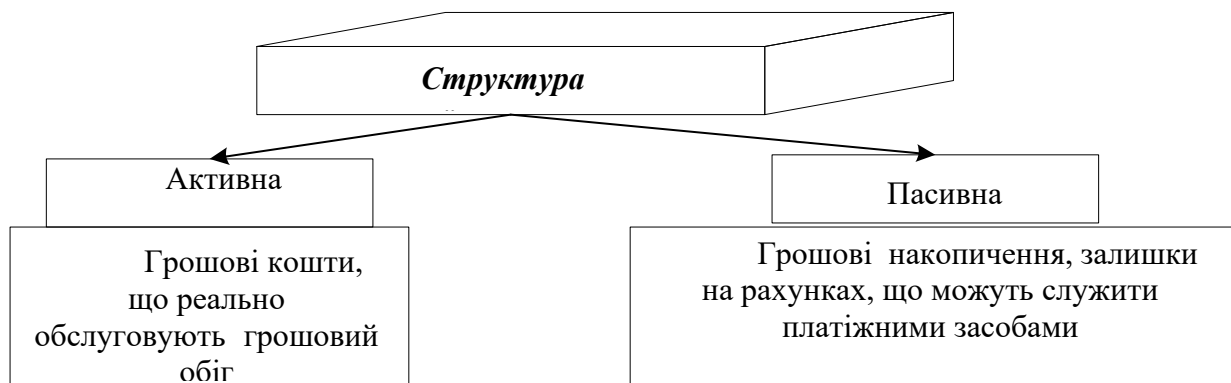 Структура
Активна
Пасивна
Грошові кошти,
що реально
обслуговують грошовий
обіг
Грошові накопичення, залишки
на рахунках, що можуть служити
платіжними засобами